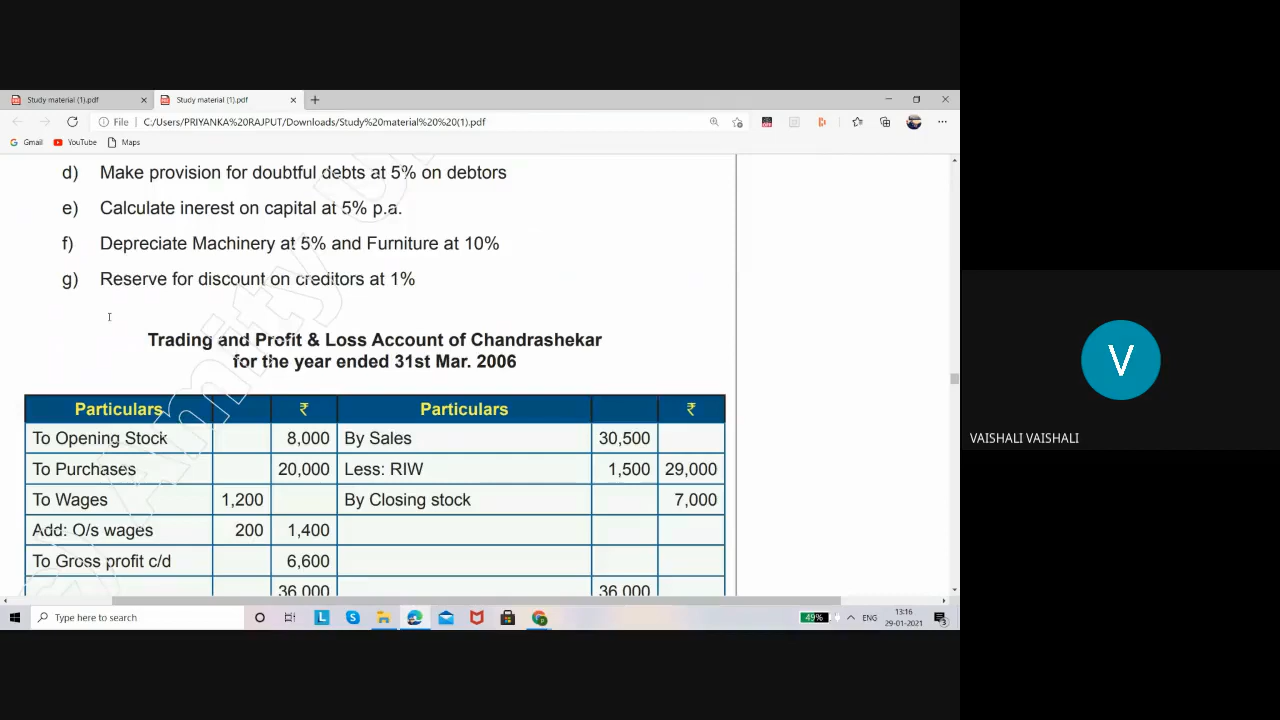 Study material (1).pdf
Study material (1).pdf
File
C:/Users/PRIYANKA%20RAJPUT/Downloads/Study%20material%20%20(1).pdf
Gmail YouTube Maps
d) Make provision for doubtful debts at 5% on debtors
e) Calculate inerest on capital at 5% p.a.
f) Depreciate Machinery at 5% and Furniture at 10%
g) Reserve for discount on creditors at 1%
Trading and Profit & Loss Account of Chandrashekar
for the year ended 31st Mar. 2006
Particulars ₹ Particulars ₹
To Opening Stock 8,000 By Sales 30,500
To Purchases 20,000 Less: RIW 1,500 29,000
To Wages 1,200 By Closing stock 7,000
Add: O/s wages 200 1,400
To Gross profit c/d 6,600
36,000 36,000
Amity U
V
VAISHALI VAISHALI
Type here to search
49%
ENG
13:16
29-01-2021